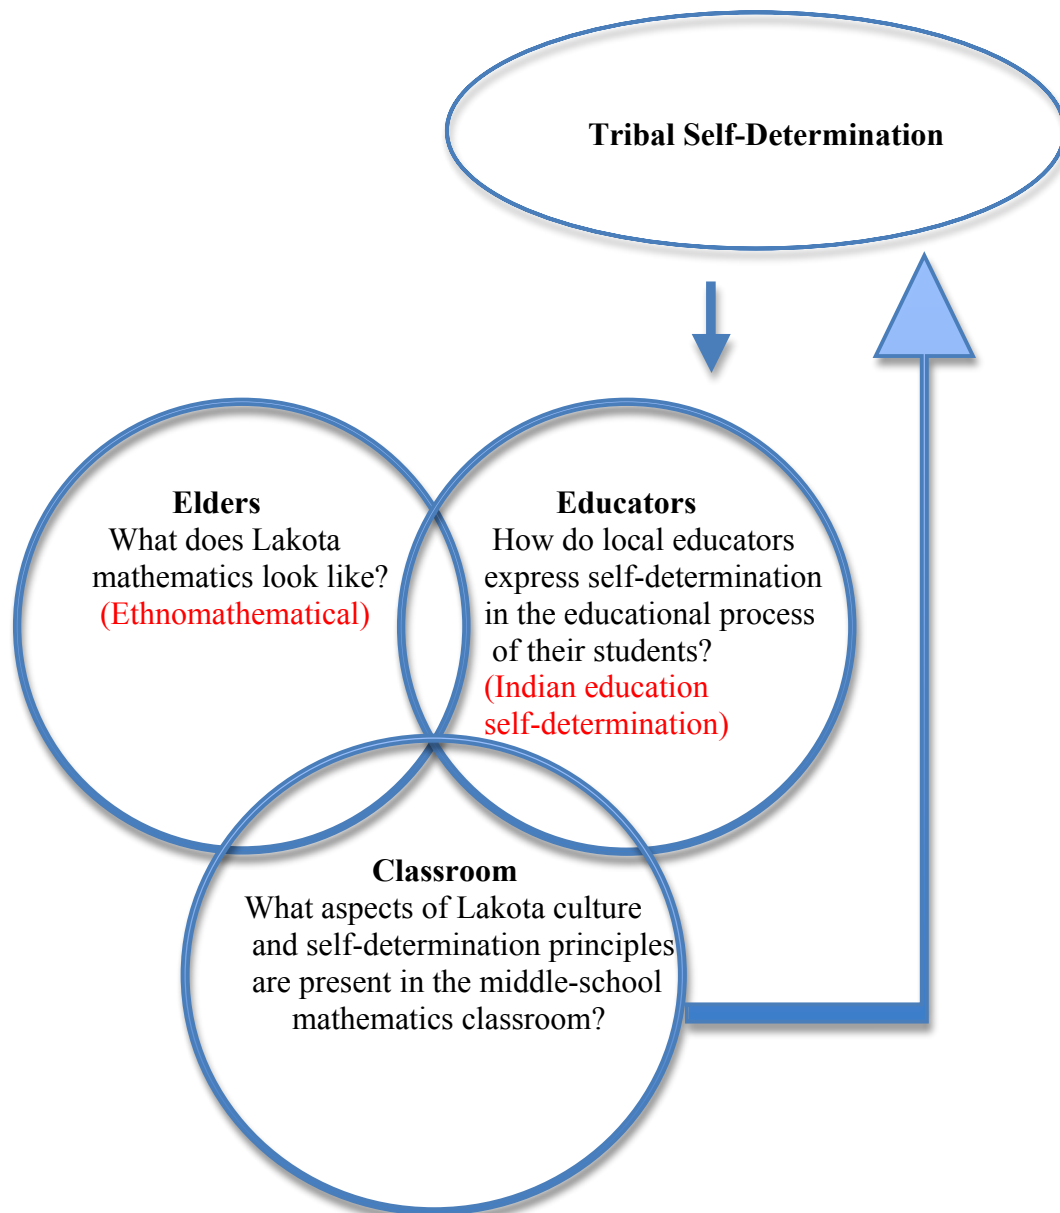 Tribal Self-Determination
Elders
What does Lakota
mathematics look like?
(Ethnomathematical)
Educators
How do local educators
express self-determination
in the educational process
of their students?
(Indian education
self-determination)
Classroom
What aspects of Lakota culture
and self-determination principles
are present in the middle-school
mathematics classroom?